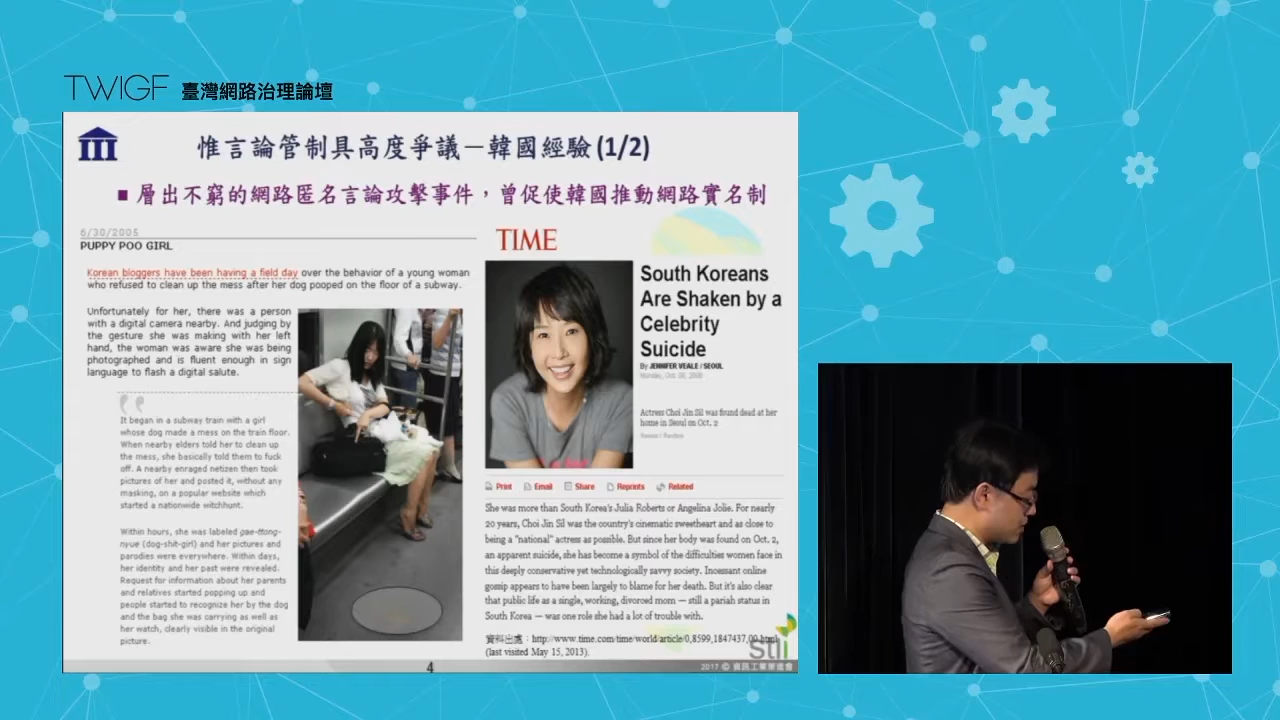 TWIGF 臺灣網路治理論壇
惟言論管制具高度爭議－韓國經驗(1/2)
■ 層出不窮的網路匿名言論攻擊事件，曾促使韓國推動網路實名制
6/30/2005
PUPPY POO GIRL
Korean bloggers have been having a field day over the behavior of a young woman
who refused to clean up the mess after her dog pooped on the floor of a subway.
Unfortunately for her, there was a person
with a digital camera nearby. And judging by
the gesture she was making with her left
hand, the woman was aware she was being
photographed and is fluent enough in sign
language to flash a digital salute.
It began in a subway train with a girl
whose dog made a mess on the train floor.
When nearby elders told her to clean up
the mess, she basically told them to fuck
off. A nearby enraged netizen then took
pictures of her and posted it, without any
masking, on a popular website which
started a nationwide witchhunt.
Within hours, she was labeled gae-ttong-
nyue (dog-shit-girl) and her pictures and
parodies were everywhere. Within days,
her identity and her past were revealed.
Request for information about her parents
and relatives started popping up and
people started to recognize her by the dog
and the bag she was carrying as well as
her watch, clearly visible in the original
picture.
TIME
South Koreans
Are Shaken by a
Celebrity
Suicide
By JENNIFER VEALE / SEOUL
Monday, Oct. 06, 2008
Actress Choi Jin Sil was found dead at her
home in Seoul on Oct. 2
Print Email Share Reprints Related
She was more than South Korea's Julia Roberts or Angelina Jolie. For nearly
20 years, Choi Jin Sil was the country's cinematic sweetheart and as close to
being a "national" actress as possible. But since her body was found on Oct. 2,
an apparent suicide, she has become a symbol of the difficulties women face in
this deeply conservative yet technologically savvy society. Incessant online
gossip appears to have been largely to blame for her death. But it's also clear
that public life as a single, working, divorced mom — still a pariah status in
South Korea — was one role she had a lot of trouble with.
資料出處：http://www.time.com/time/world/article/0,8599,1847437,00.html
(last visited May 15, 2013).
stli
4
2017 © 資訊工業策進會